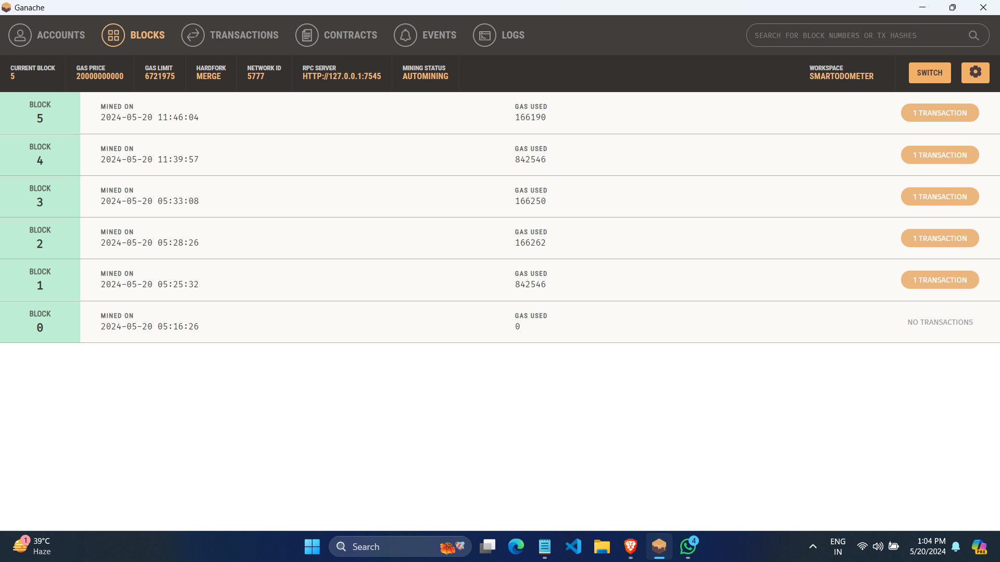 Ganache
ACCOUNTS BLOCKS TRANSACTIONS CONTRACTS EVENTS LOGS SEARCH FOR BLOCK NUMBERS OR TX HASHES
CURRENT BLOCK GAS PRICE GAS LIMIT HARDFORK NETWORK ID RPC SERVER MINING STATUS WORKSPACE
5 20000000000 6721975 MERGE 5777 HTTP://127.0.0.1:7545 AUTOMINING SMARTODOMETER
SWITCH
BLOCK MINED ON GAS USED
5 2024-05-20 11:46:04 166190 1 TRANSACTION
BLOCK MINED ON GAS USED
4 2024-05-20 11:39:57 842546 1 TRANSACTION
BLOCK MINED ON GAS USED
3 2024-05-20 05:33:08 166250 1 TRANSACTION
BLOCK MINED ON GAS USED
2 2024-05-20 05:28:26 166262 1 TRANSACTION
BLOCK MINED ON GAS USED
1 2024-05-20 05:25:32 842546 1 TRANSACTION
BLOCK MINED ON GAS USED
0 2024-05-20 05:16:26 0 NO TRANSACTIONS
1 39°C
Haze
Search
4
ENG
IN
1:04 PM
5/20/2024
PRE